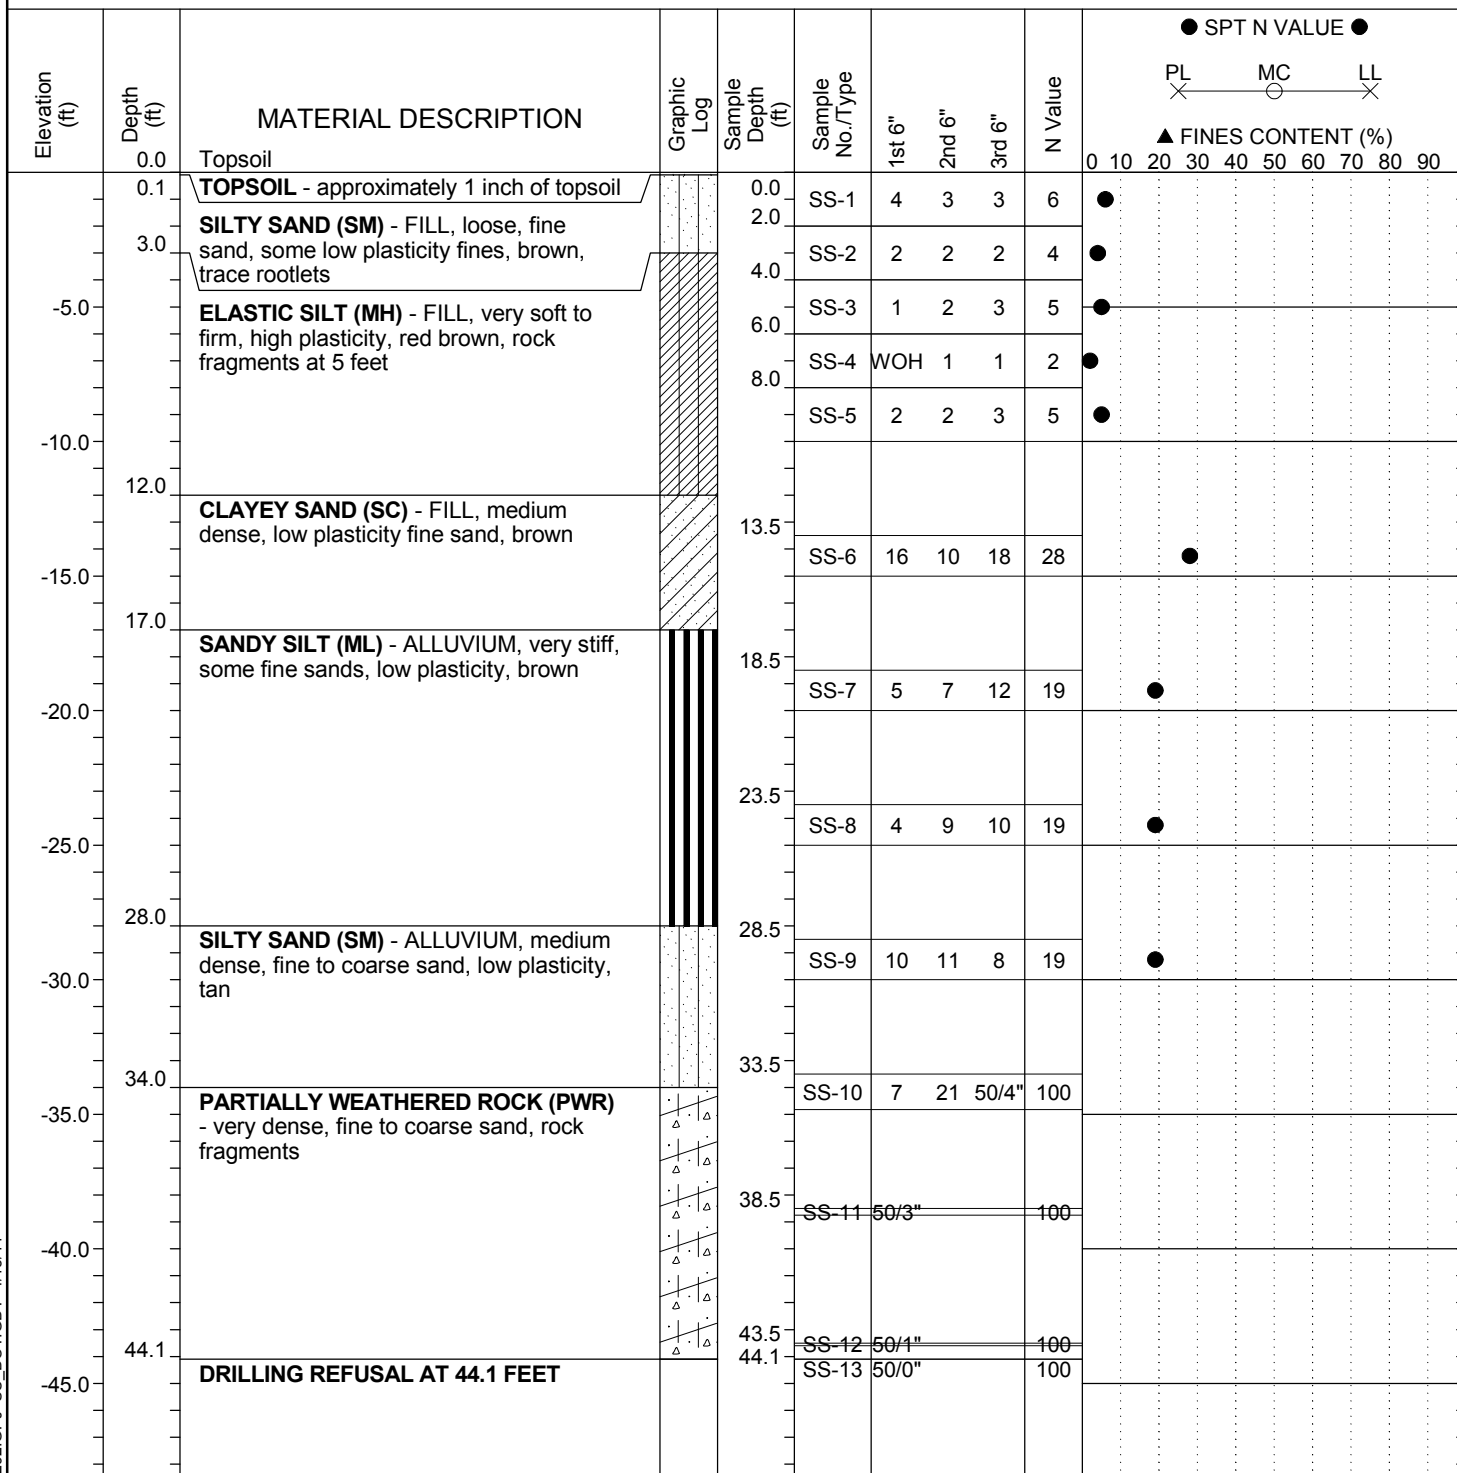 ● SPT N VALUE ●
PL MC LL
▲ FINES CONTENT (%)
0 10 20 30 40 50 60 70 80 90
Elevation (ft)
Depth (ft)
MATERIAL DESCRIPTION
Graphic Log
Sample Depth (ft)
Sample No./Type
1st 6"
2nd 6"
3rd 6"
N Value
0.0 Topsoil
0.1 TOPSOIL - approximately 1 inch of topsoil
0.0 SS-1 4 3 3 6
2.0
SILTY SAND (SM) - FILL, loose, fine
3.0 sand, some low plasticity fines, brown,
trace rootlets
SS-2 2 2 2 4
4.0
-5.0
ELASTIC SILT (MH) - FILL, very soft to
firm, high plasticity, red brown, rock
fragments at 5 feet
SS-3 1 2 3 5
6.0
SS-4 WOH 1 1 2
8.0
SS-5 2 2 3 5
-10.0
12.0
CLAYEY SAND (SC) - FILL, medium
dense, low plasticity fine sand, brown
13.5
SS-6 16 10 18 28
-15.0
17.0
SANDY SILT (ML) - ALLUVIUM, very stiff,
some fine sands, low plasticity, brown
18.5
SS-7 5 7 12 19
-20.0
23.5
SS-8 4 9 10 19
-25.0
28.0
SILTY SAND (SM) - ALLUVIUM, medium
dense, fine to coarse sand, low plasticity,
tan
28.5
SS-9 10 11 8 19
-30.0
33.5
34.0
SS-10 7 21 50/4" 100
PARTIALLY WEATHERED ROCK (PWR)
- very dense, fine to coarse sand, rock
fragments
-35.0
38.5
SS-11 50/3" 100
-40.0
43.5
SS-12 50/1" 100
44.1
44.1
DRILLING REFUSAL AT 44.1 FEET
SS-13 50/0" 100
-45.0